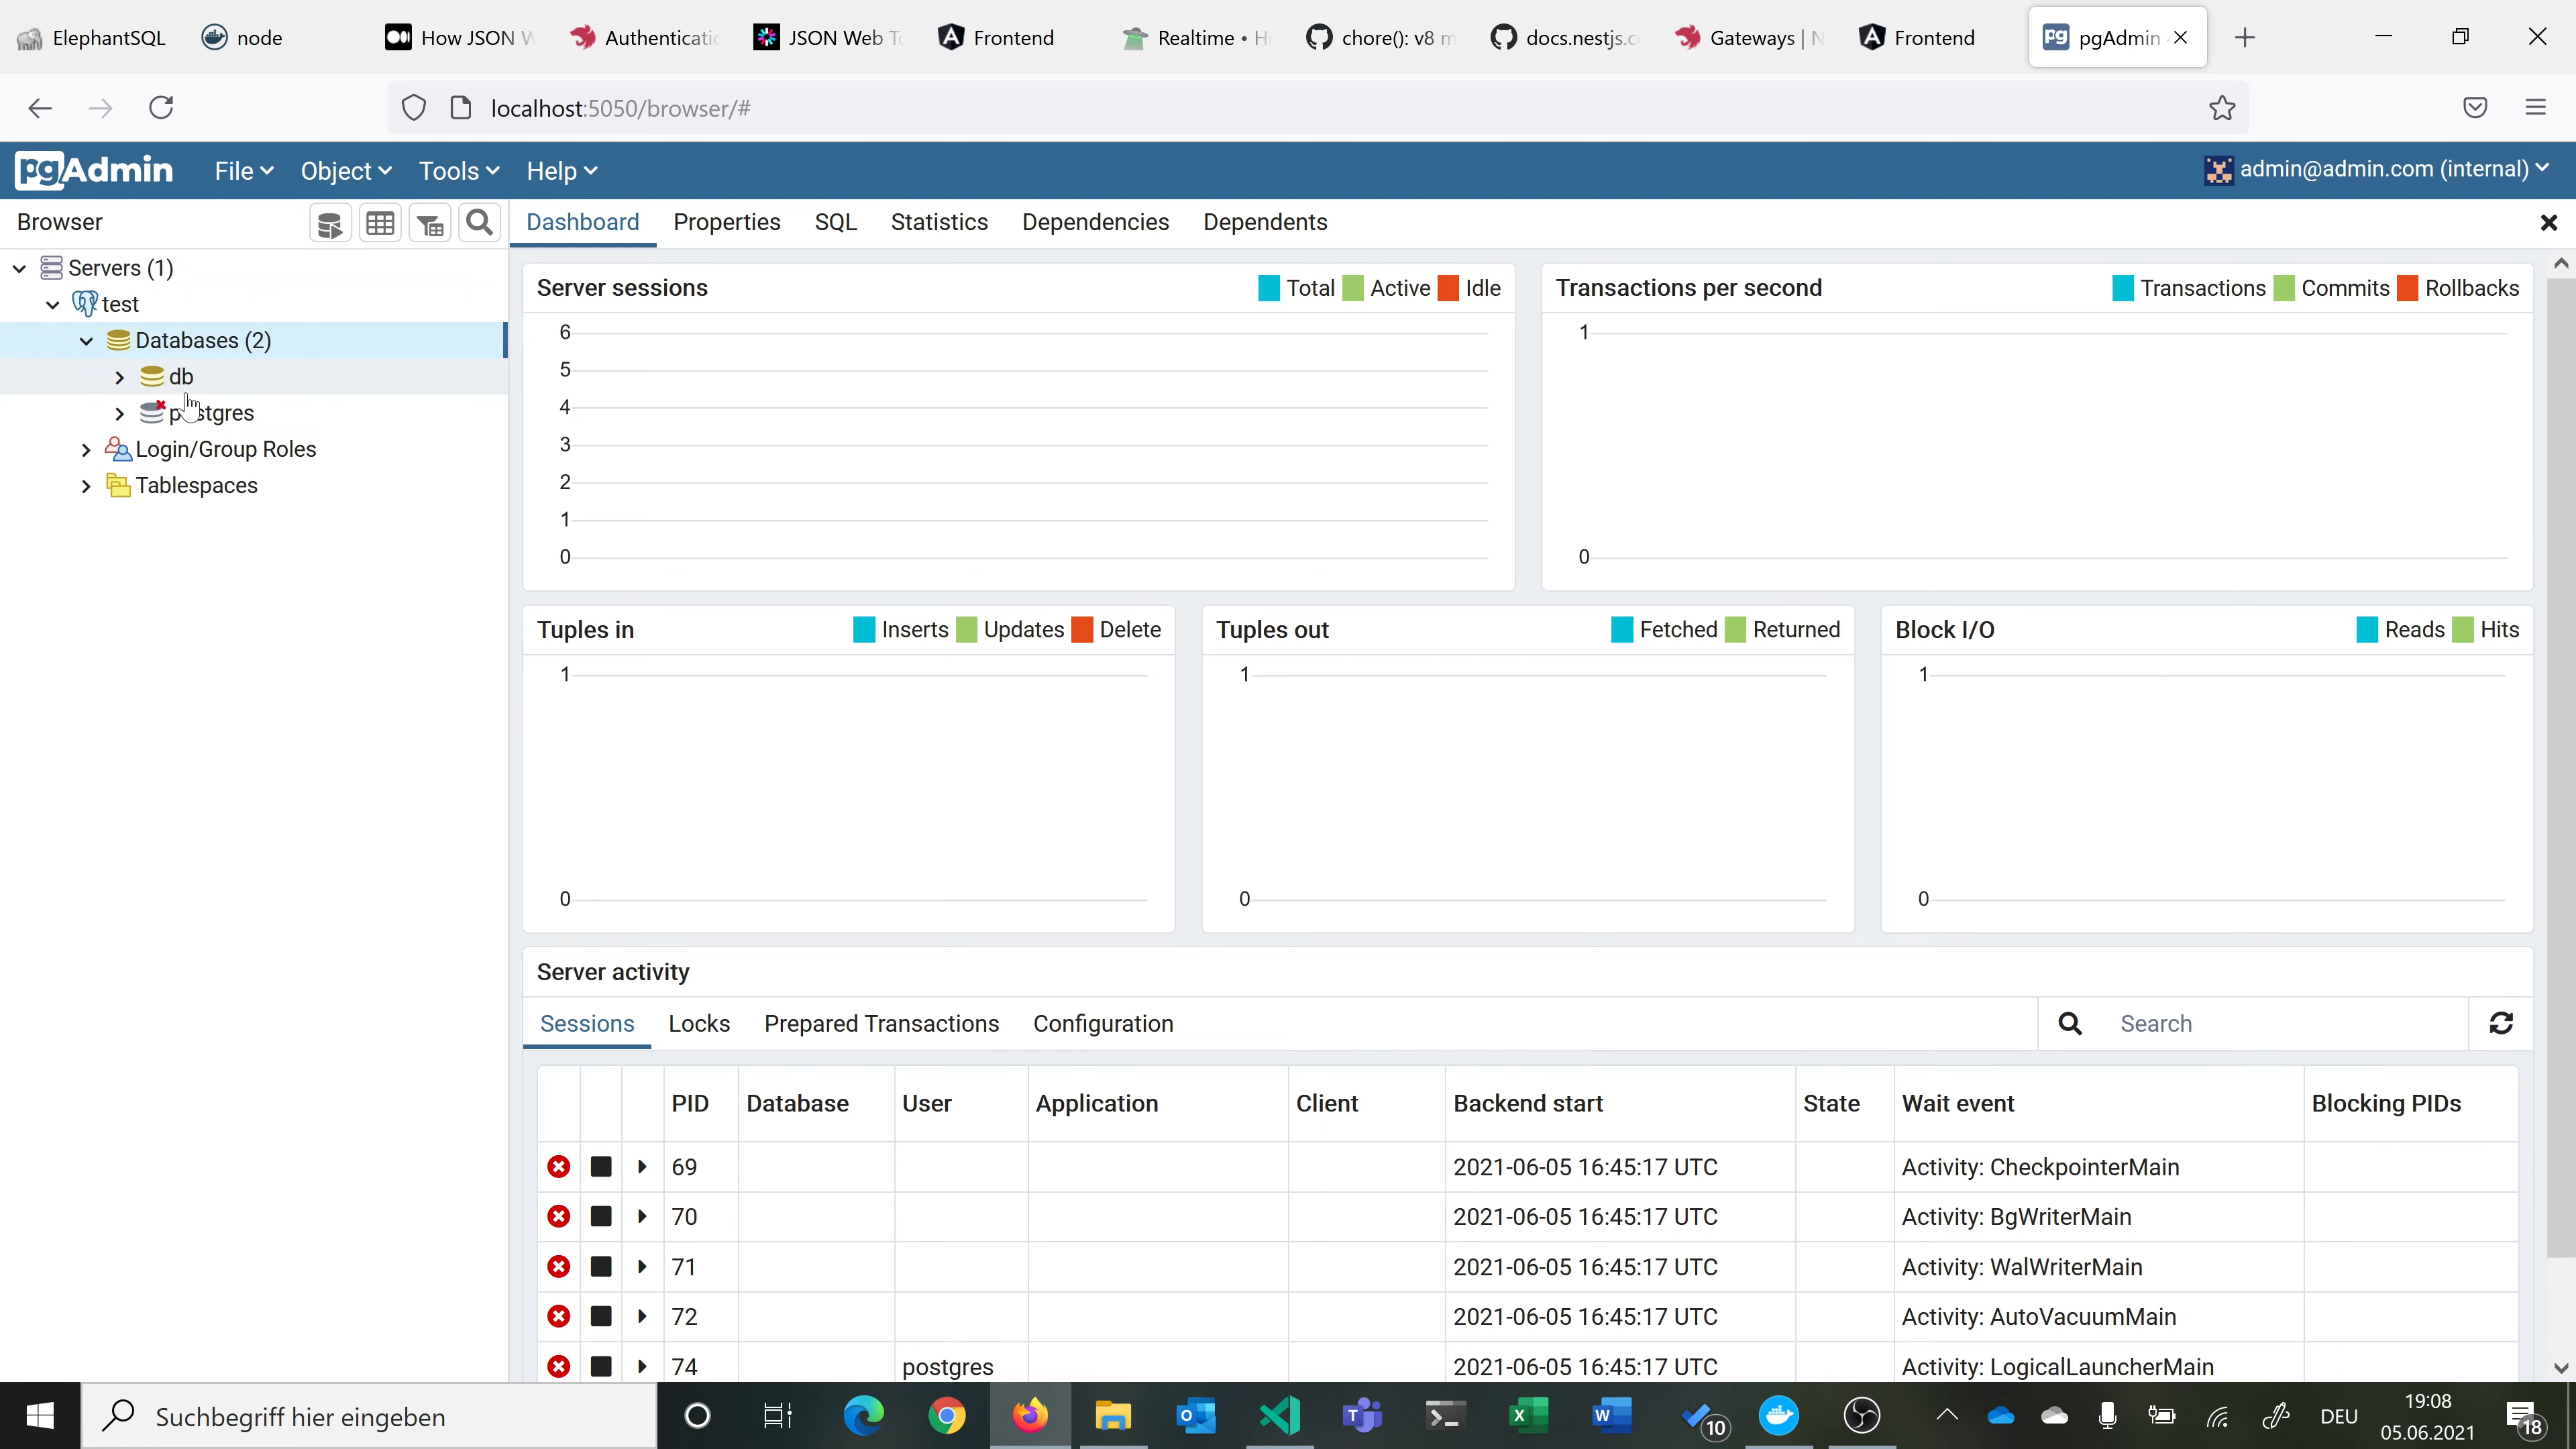 ElephantSQL node How JSON W Authenticatic JSON Web To Frontend Realtime • H chore(): v8 m docs.nestjs.c Gateways | N Frontend pgAdmin
localhost:5050/browser/#
pgAdmin File Object Tools Help admin@admin.com (internal)
Browser Dashboard Properties SQL Statistics Dependencies Dependents
Servers (1)
test
Databases (2)
db
Login/Group Roles
Tablespaces
Server sessions Total Active Idle
6
5
4
3
2
1
0
Transactions per second Transactions Commits Rollbacks
1
0
Tuples in Inserts Updates Delete
1
0
Tuples out Fetched Returned
1
0
Block I/O Reads Hits
1
0
Server activity
Sessions Locks Prepared Transactions Configuration Search
PID Database User Application Client Backend start State Wait event Blocking PIDs
69 2021-06-05 16:45:17 UTC Activity: CheckpointerMain
70 2021-06-05 16:45:17 UTC Activity: BgWriterMain
71 2021-06-05 16:45:17 UTC Activity: WalWriterMain
72 2021-06-05 16:45:17 UTC Activity: AutoVacuumMain
74 postgres 2021-06-05 16:45:17 UTC Activity: LogicalLauncherMain
Suchbegriff hier eingeben 10 DEU 19:08 18
05.06.2021